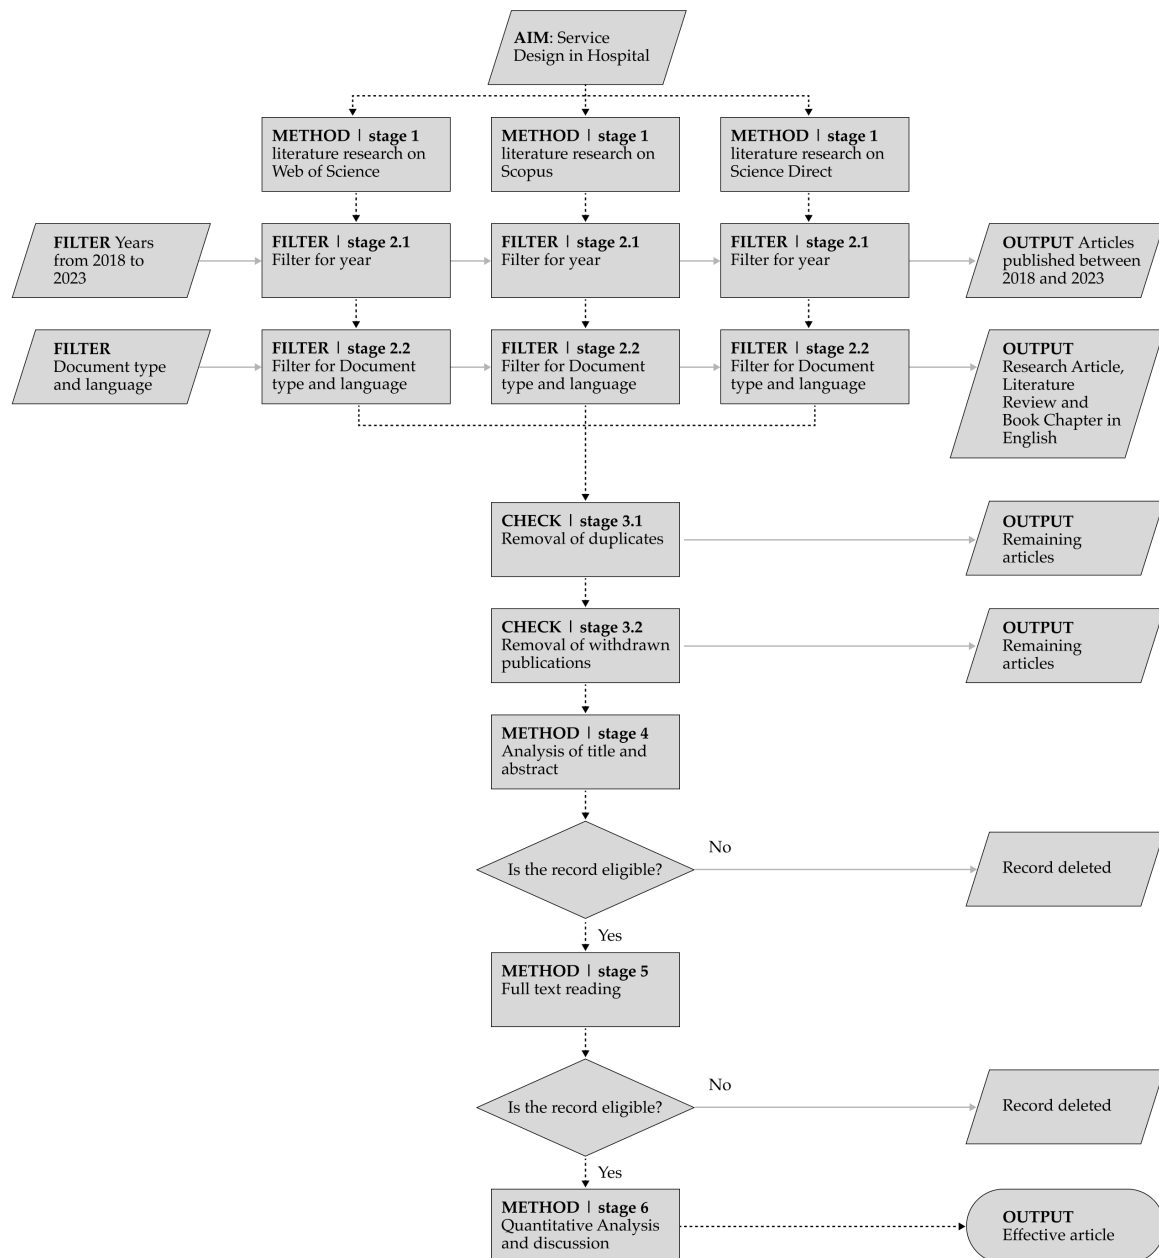 AIM: Service
Design in Hospital
METHOD | stage 1
literature research on
Web of Science
METHOD | stage 1
literature research on
Scopus
METHOD | stage 1
literature research on
Science Direct
FILTER Years
from 2018 to
2023
FILTER | stage 2.1
Filter for year
FILTER | stage 2.1
Filter for year
FILTER | stage 2.1
Filter for year
OUTPUT Articles
published between
2018 and 2023
FILTER
Document type
and language
FILTER | stage 2.2
Filter for Document
type and language
FILTER | stage 2.2
Filter for Document
type and language
FILTER | stage 2.2
Filter for Document
type and language
OUTPUT
Research Article,
Literature
Review and
Book Chapter in
English
CHECK | stage 3.1
Removal of duplicates
OUTPUT
Remaining
articles
CHECK | stage 3.2
Removal of withdrawn
publications
OUTPUT
Remaining
articles
METHOD | stage 4
Analysis of title and
abstract
Is the record eligible?
No
Record deleted
Yes
METHOD | stage 5
Full text reading
Is the record eligible?
No
Record deleted
Yes
METHOD | stage 6
Quantitative Analysis
and discussion
OUTPUT
Effective article